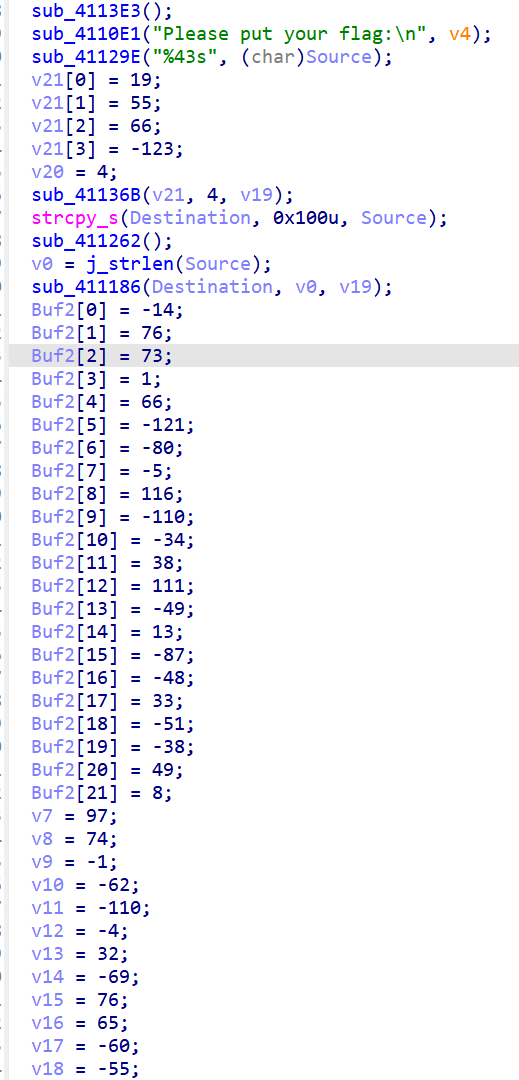 sub_4113E3();
sub_4110E1("Please put your flag:\n", v4);
sub_41129E("%43s", (char)Source);
v21[0] = 19;
v21[1] = 55;
v21[2] = 66;
v21[3] = -123;
v20 = 4;
sub_41136B(v21, 4, v19);
strcpy_s(Destination, 0x100u, Source);
sub_411262();
v0 = j_strlen(Source);
sub_411186(Destination, v0, v19);
Buf2[0] = -14;
Buf2[1] = 76;
Buf2[2] = 73;
Buf2[3] = 1;
Buf2[4] = 66;
Buf2[5] = -121;
Buf2[6] = -80;
Buf2[7] = -5;
Buf2[8] = 116;
Buf2[9] = -110;
Buf2[10] = -34;
Buf2[11] = 38;
Buf2[12] = 111;
Buf2[13] = -49;
Buf2[14] = 13;
Buf2[15] = -87;
Buf2[16] = -48;
Buf2[17] = 33;
Buf2[18] = -51;
Buf2[19] = -38;
Buf2[20] = 49;
Buf2[21] = 8;
v7 = 97;
v8 = 74;
v9 = -1;
v10 = -62;
v11 = -110;
v12 = -4;
v13 = 32;
v14 = -69;
v15 = 76;
v16 = 65;
v17 = -60;
v18 = -55;